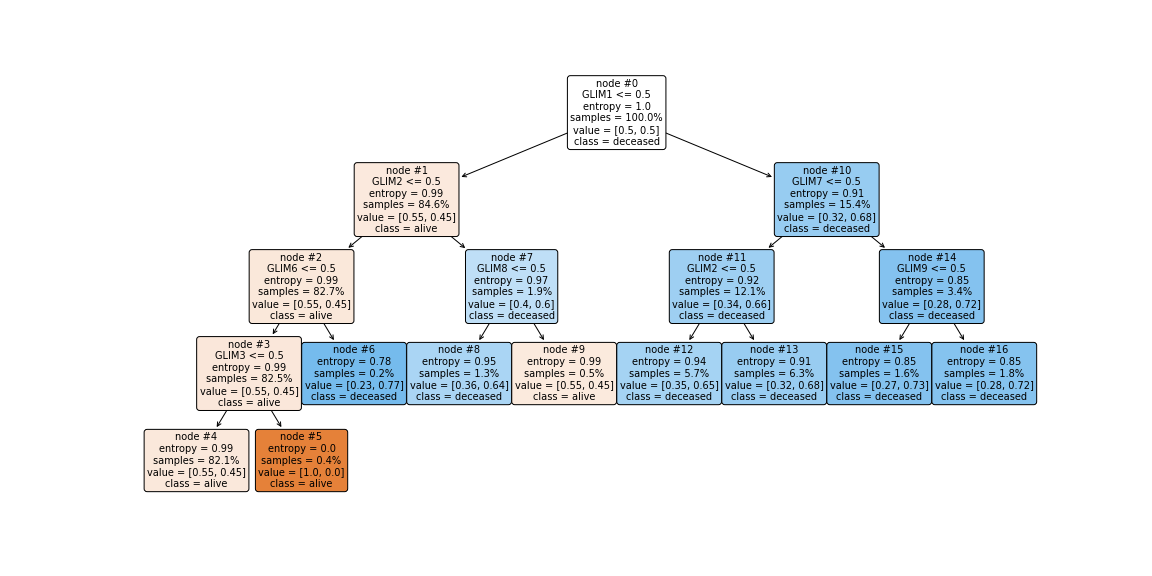 node #0
GLIM1 <= 0.5
entropy = 1.0
samples = 100.0%
value = [0.5, 0.5]
class = deceased
node #1
GLIM2 <= 0.5
entropy = 0.99
samples = 84.6%
value = [0.55, 0.45]
class = alive
node #10
GLIM7 <= 0.5
entropy = 0.91
samples = 15.4%
value = [0.32, 0.68]
class = deceased
node #2
GLIM6 <= 0.5
entropy = 0.99
samples = 82.7%
value = [0.55, 0.45]
class = alive
node #7
GLIM8 <= 0.5
entropy = 0.97
samples = 1.9%
value = [0.4, 0.6]
class = deceased
node #11
GLIM2 <= 0.5
entropy = 0.92
samples = 12.1%
value = [0.34, 0.66]
class = deceased
node #14
GLIM9 <= 0.5
entropy = 0.85
samples = 3.4%
value = [0.28, 0.72]
class = deceased
node #3
GLIM3 <= 0.5
entropy = 0.99
samples = 82.5%
value = [0.55, 0.45]
class = alive
node #6
entropy = 0.78
samples = 0.2%
value = [0.23, 0.77]
class = deceased
node #8
entropy = 0.95
samples = 1.3%
value = [0.36, 0.64]
class = deceased
node #9
entropy = 0.99
samples = 0.5%
value = [0.55, 0.45]
class = alive
node #12
entropy = 0.94
samples = 5.7%
value = [0.35, 0.65]
class = deceased
node #13
entropy = 0.91
samples = 6.3%
value = [0.32, 0.68]
class = deceased
node #15
entropy = 0.85
samples = 1.6%
value = [0.27, 0.73]
class = deceased
node #16
entropy = 0.85
samples = 1.8%
value = [0.28, 0.72]
class = deceased
node #4
entropy = 0.99
samples = 82.1%
value = [0.55, 0.45]
class = alive
node #5
entropy = 0.0
samples = 0.4%
value = [1.0, 0.0]
class = alive